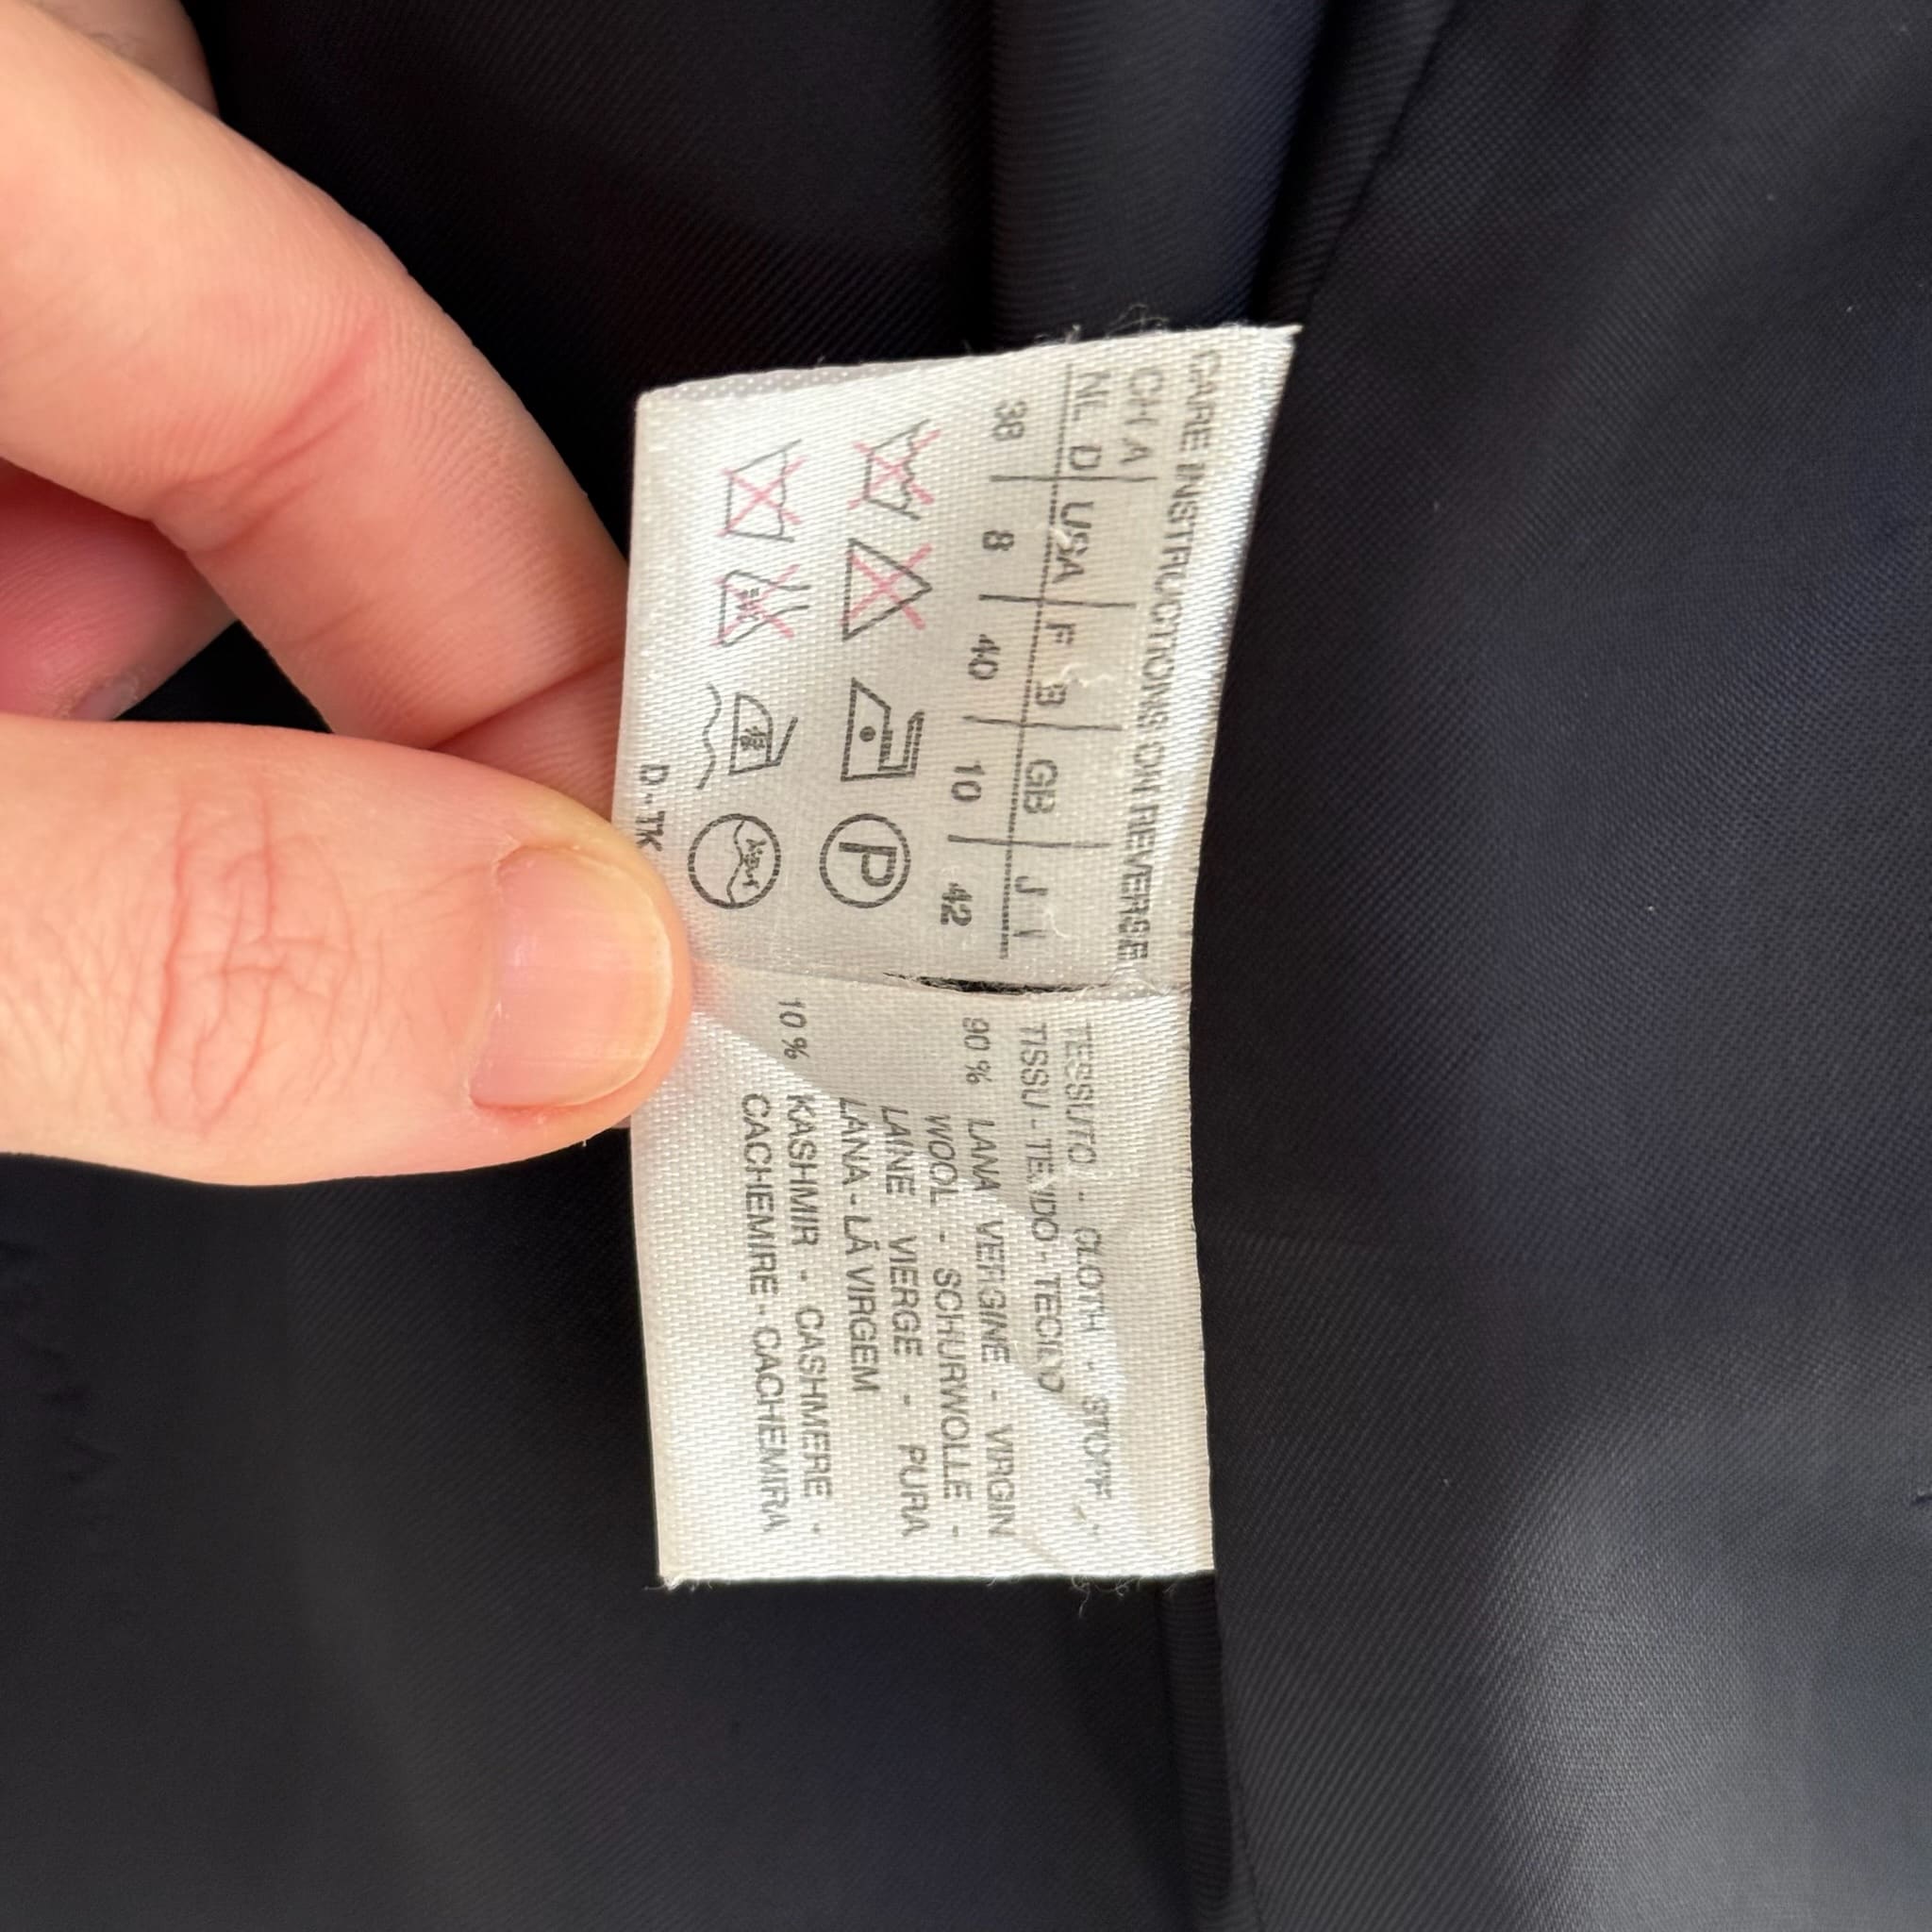 CARE INSTRUCTIONS ON REVERSE
CH A
NL D USA F B GB J I
38 8 40 10 42
P
D.TK
TESSUTO - CLOTH - STOFF
TISSU - TEJIDO - TECIDO
90 % LANA VERGINE - VIRGIN
WOOL - SCHURWOLLE -
LAINE VIERGE - PURA
LANA - LÃ VIRGEM
10 % KASHMIR - CASHMERE -
CACHEMIRE - CACHEMIRA